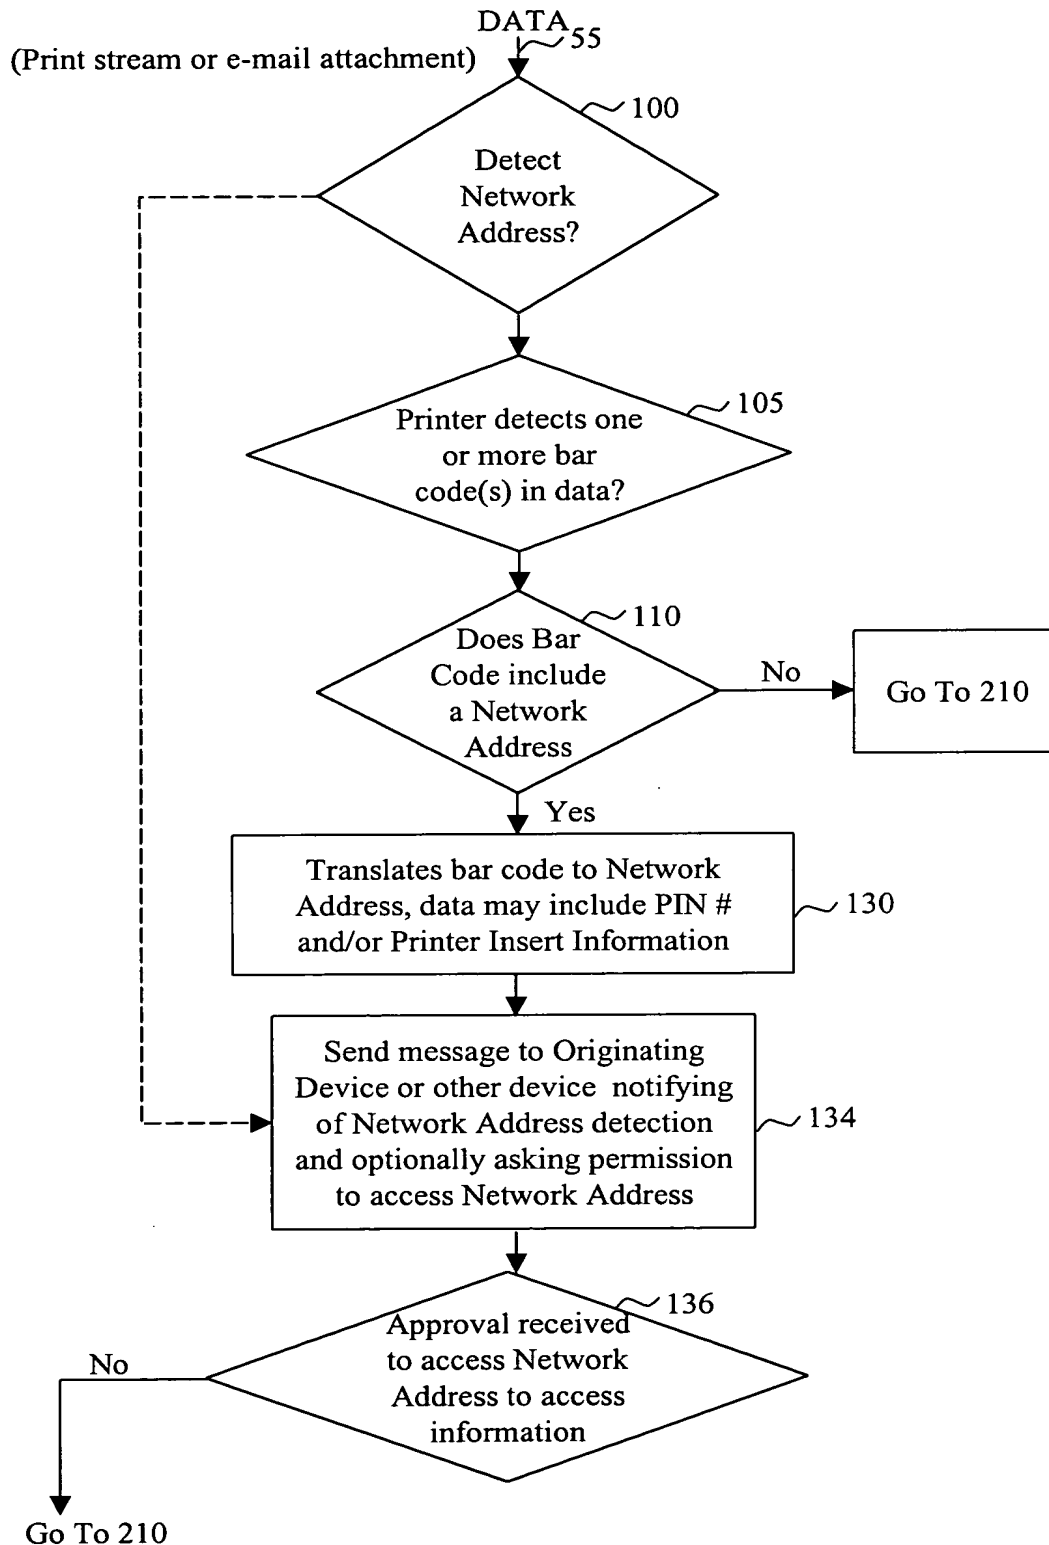 DATA
55
(Print stream or e-mail attachment)
100
Detect
Network
Address?
105
Printer detects one
or more bar
code(s) in data?
110
Does Bar
Code include
a Network
Address
No
Go To 210
Yes
Translates bar code to Network
Address, data may include PIN #
and/or Printer Insert Information
130
Send message to Originating
Device or other device notifying
of Network Address detection
and optionally asking permission
to access Network Address
134
136
Approval received
to access Network
Address to access
information
No
Go To 210